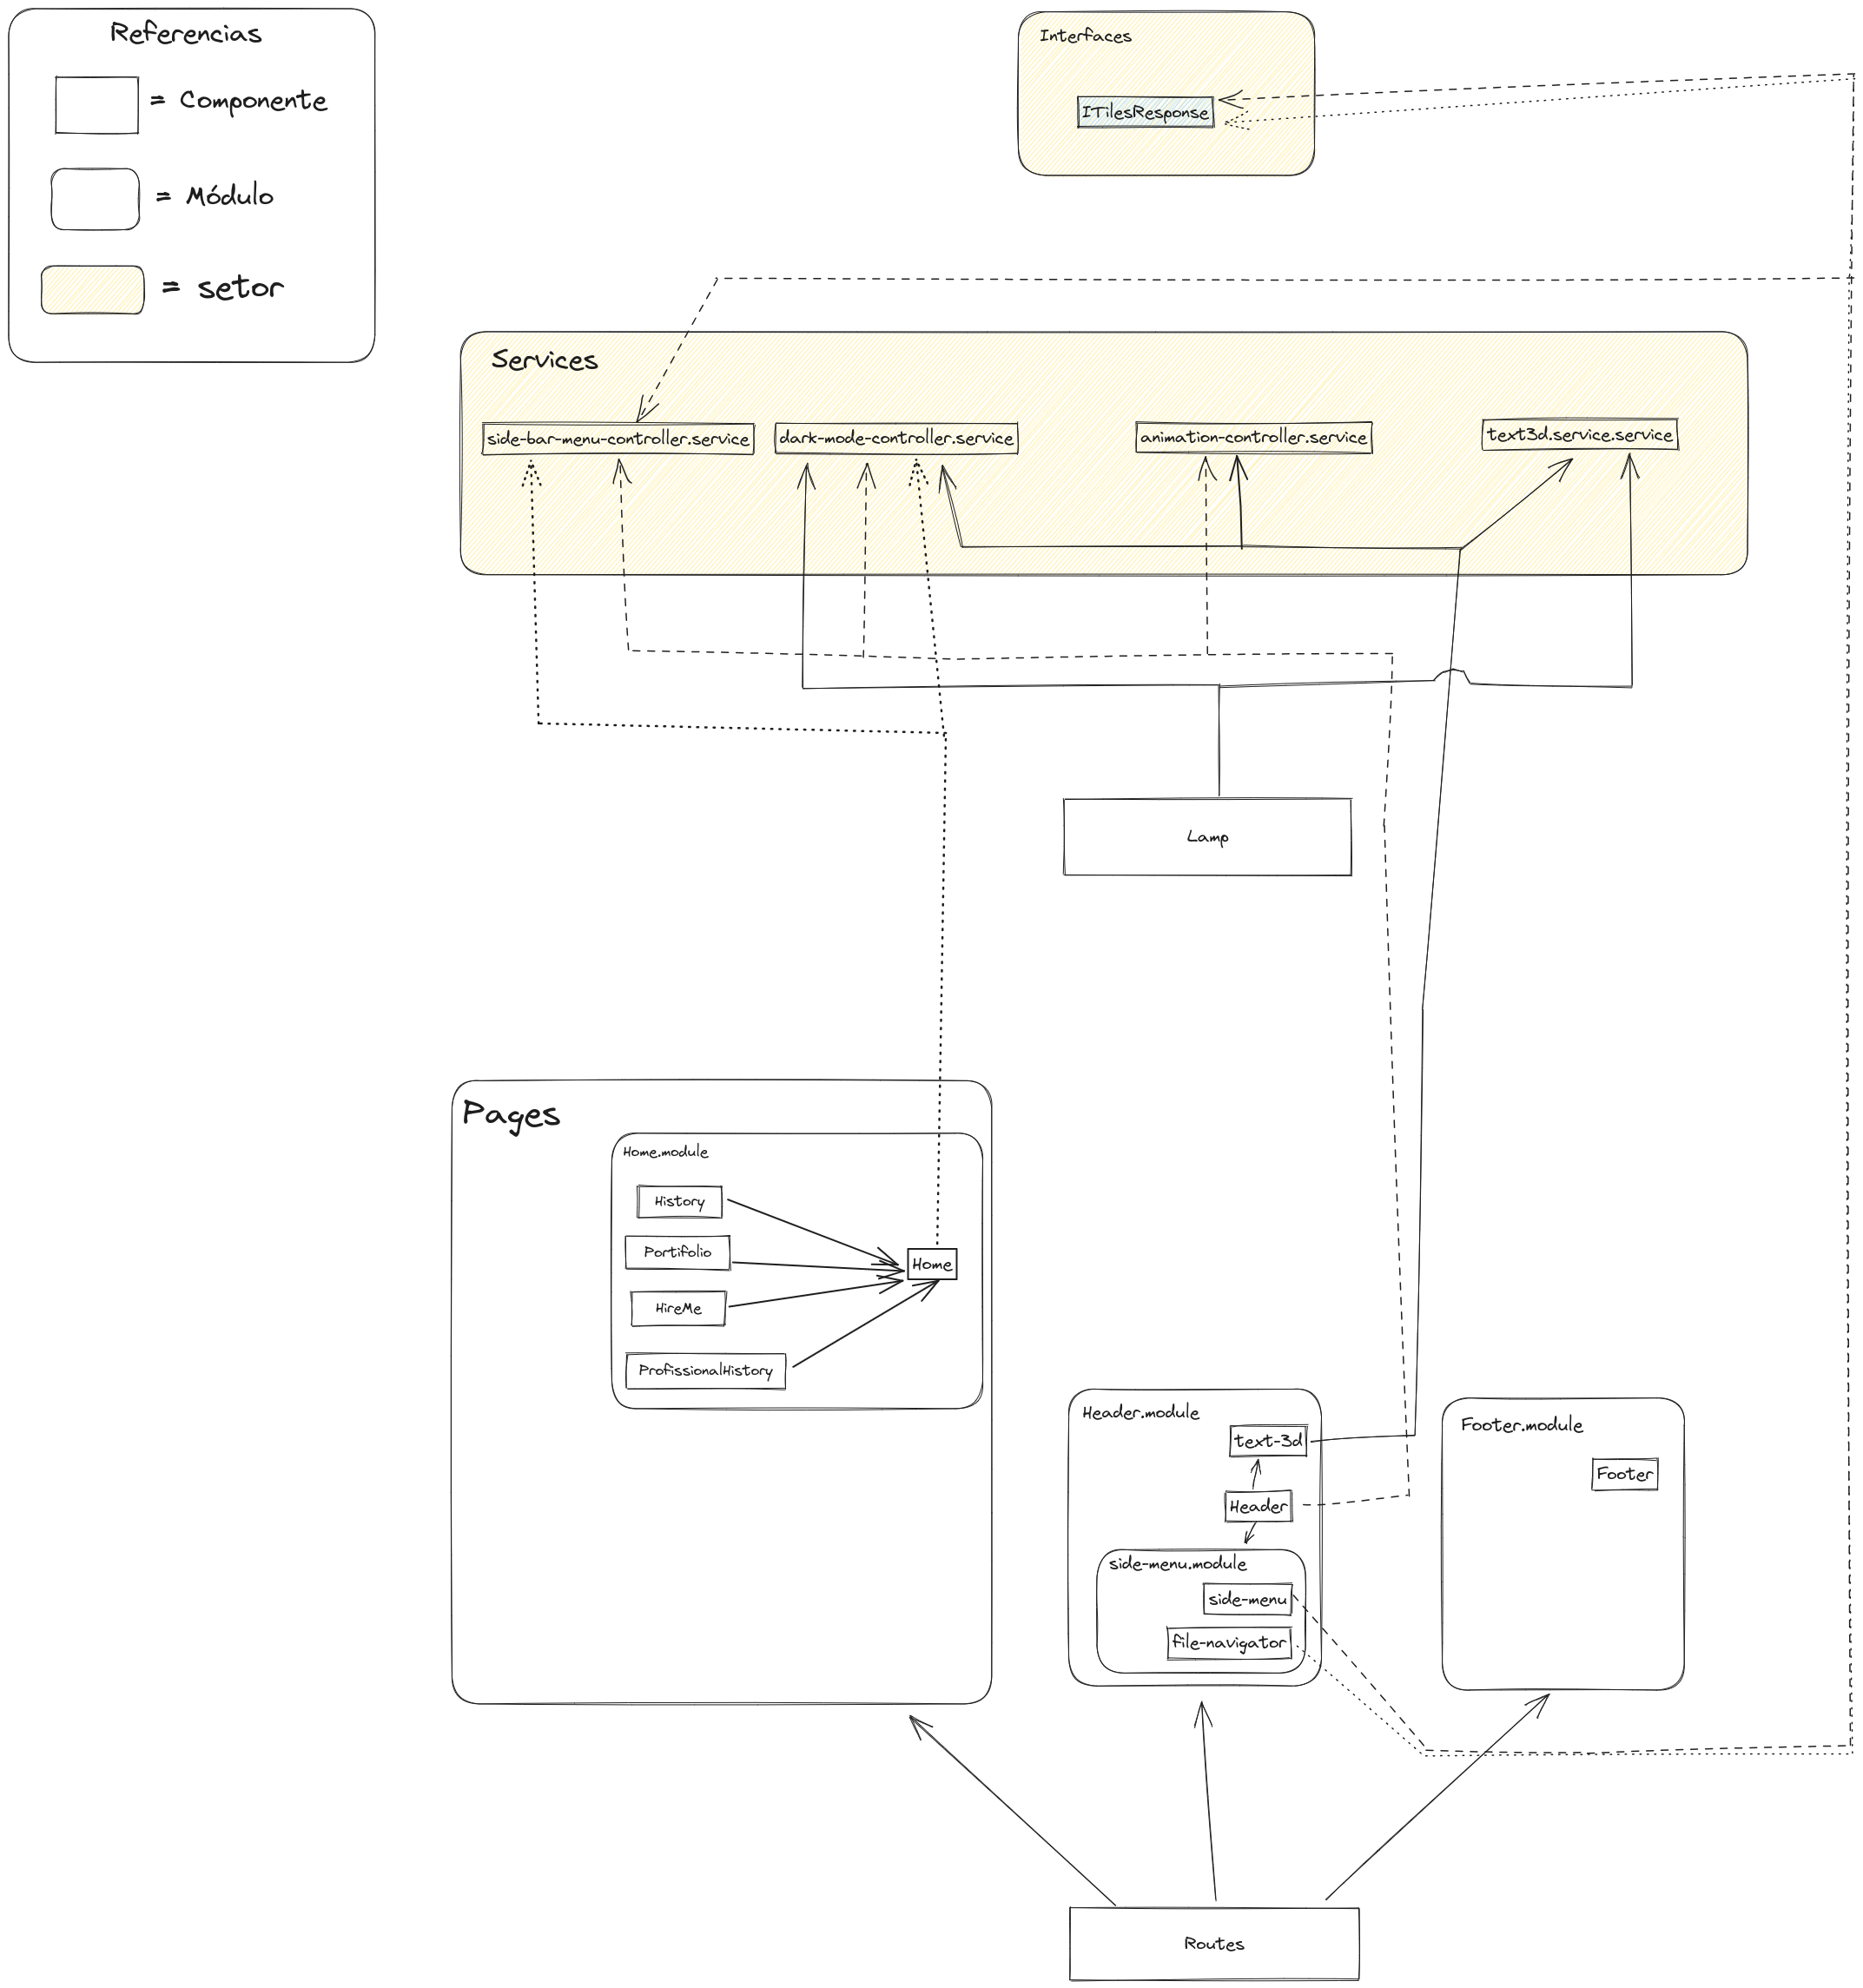 Referencias
= Componente
= Módulo
= setor
Interfaces
ITilesResponse
Services
side-bar-menu-controller.service
dark-mode-controller.service
animation-controller.service
text3d.service.service
Lamp
Pages
Home.module
History
Portifolio
HireMe
ProfissionalHistory
Home
Header.module
text-3d
Header
side-menu.module
side-menu
file-navigator
Footer.module
Footer
Routes